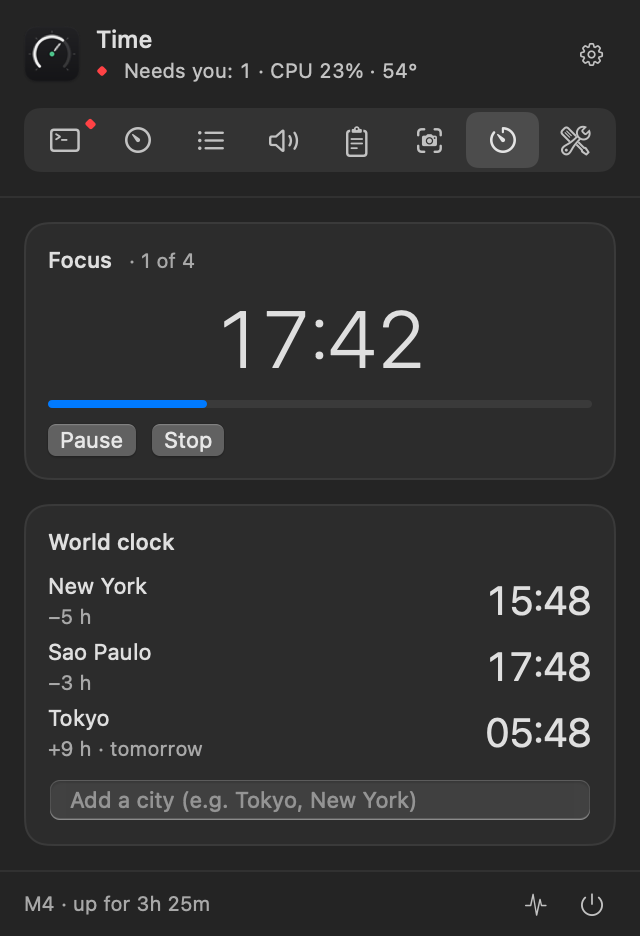 Time
Needs you: 1 · CPU 23% · 54°
Focus · 1 of 4
17:42
Pause Stop
World clock
New York 15:48
−5 h
Sao Paulo 17:48
−3 h
Tokyo 05:48
+9 h · tomorrow
Add a city (e.g. Tokyo, New York)
M4 · up for 3h 25m